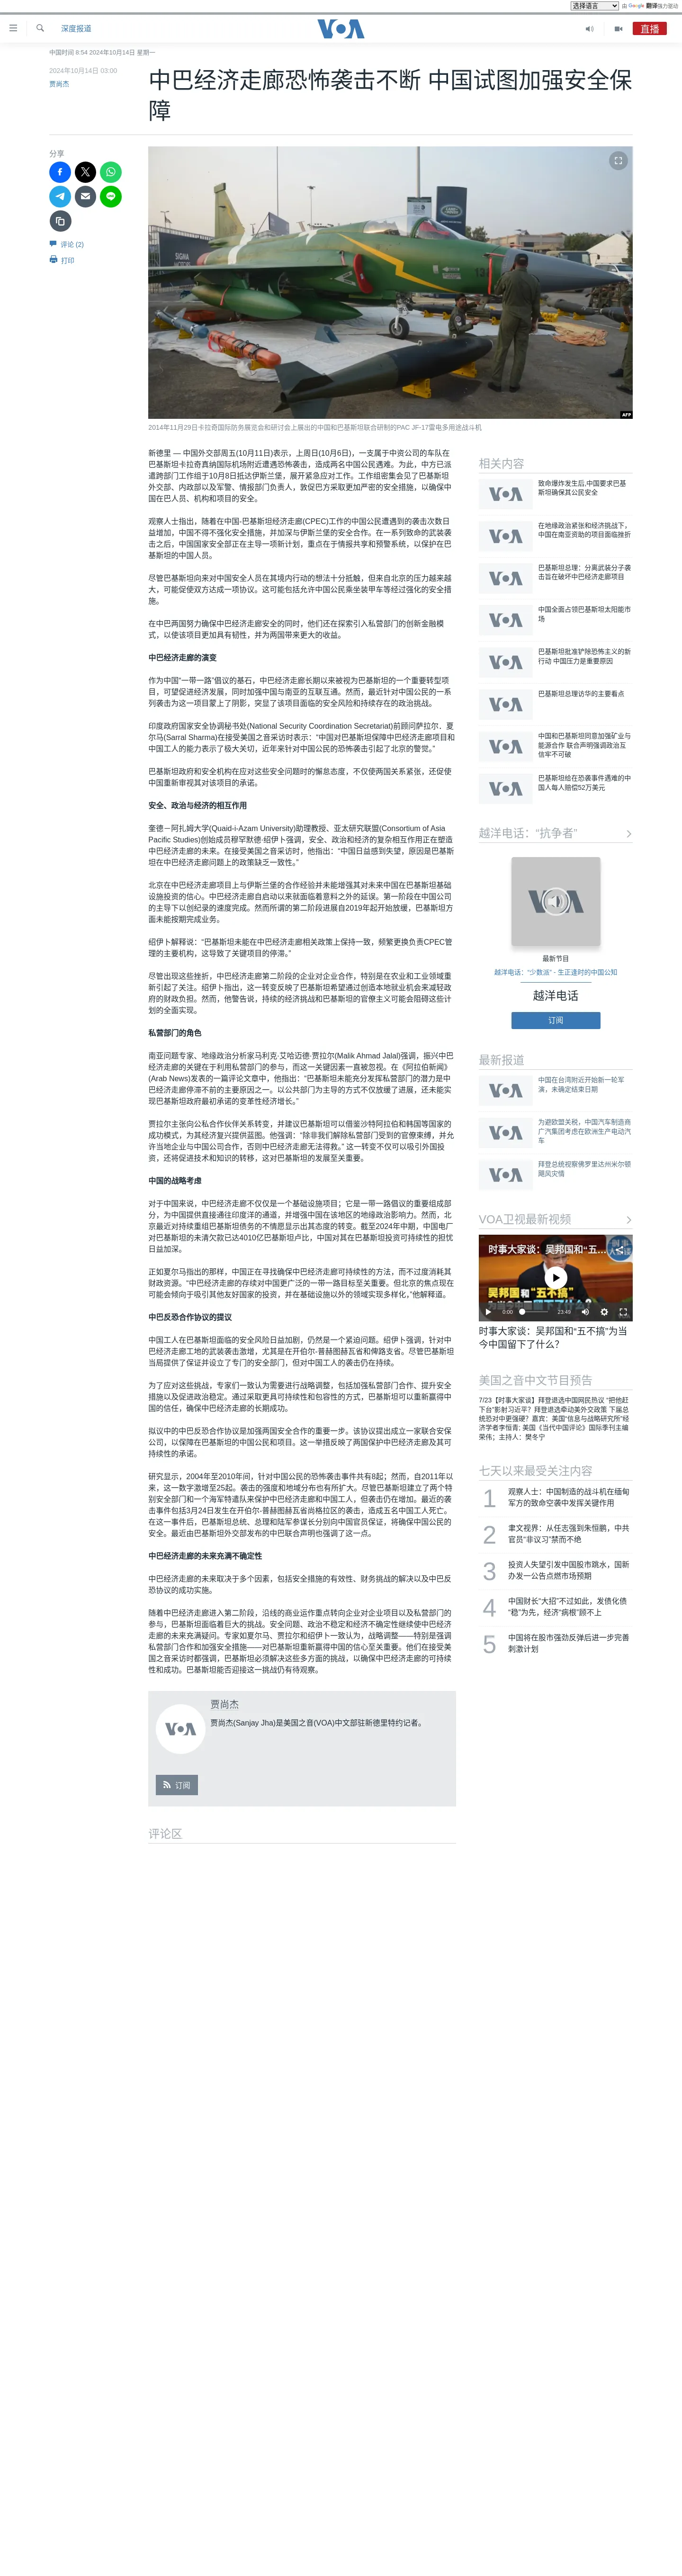 选择语言 由 Google 翻译强力驱动
深度报道
VOA
直播
中国时间 8:54 2024年10月14日 星期一
2024年10月14日 03:00
贾尚杰
中巴经济走廊恐怖袭击不断 中国试图加强安全保
障
分享
评论 (2)
打印
AFP
2014年11月29日卡拉奇国际防务展览会和研讨会上展出的中国和巴基斯坦联合研制的PAC JF-17雷电多用途战斗机
新德里 — 中国外交部周五(10月11日)表示，上周日(10月6日)，一支属于中资公司的车队在
巴基斯坦卡拉奇真纳国际机场附近遭遇恐怖袭击，造成两名中国公民遇难。为此，中方已派
遣跨部门工作组于10月8日抵达伊斯兰堡，展开紧急应对工作。工作组密集会见了巴基斯坦
外交部、内政部以及军警、情报部门负责人，敦促巴方采取更加严密的安全措施，以确保中
国在巴人员、机构和项目的安全。
观察人士指出，随着在中国-巴基斯坦经济走廊(CPEC)工作的中国公民遭遇到的袭击次数日
益增加，中国不得不强化安全措施，并加深与伊斯兰堡的安全合作。在一系列致命的武装袭
击之后，中国国家安全部正在主导一项新计划，重点在于情报共享和预警系统，以保护在巴
基斯坦的中国人员。
尽管巴基斯坦向来对中国安全人员在其境内行动的想法十分抵触，但来自北京的压力越来越
大，可能促使双方达成一项协议。这可能包括允许中国公民乘坐装甲车等经过强化的安全措
施。
在中巴两国努力确保中巴经济走廊安全的同时，他们还在探索引入私营部门的创新金融模
式，以使该项目更加具有韧性，并为两国带来更大的收益。
中巴经济走廊的演变
作为中国“一带一路”倡议的基石，中巴经济走廊长期以来被视为巴基斯坦的一个重要转型项
目，可望促进经济发展，同时加强中国与南亚的互联互通。然而，最近针对中国公民的一系
列袭击为这一项目蒙上了阴影，突显了该项目面临的安全风险和持续存在的政治挑战。
印度政府国家安全协调秘书处(National Security Coordination Secretariat)前顾问萨拉尔．夏
尔马(Sarral Sharma)在接受美国之音采访时表示：“中国对巴基斯坦保障中巴经济走廊项目和
中国工人的能力表示了极大关切，近年来针对中国公民的恐怖袭击引起了北京的警觉。”
巴基斯坦政府和安全机构在应对这些安全问题时的懈怠态度，不仅使两国关系紧张，还促使
中国重新审视其对该项目的承诺。
安全、政治与经济的相互作用
奎德－阿扎姆大学(Quaid-i-Azam University)助理教授、亚太研究联盟(Consortium of Asia
Pacific Studies)创始成员穆罕默德·绍伊卜强调，安全、政治和经济的复杂相互作用正在塑造
中巴经济走廊的未来。在接受美国之音采访时，他指出：“中国日益感到失望，原因是巴基斯
坦在中巴经济走廊问题上的政策缺乏一致性。”
北京在中巴经济走廊项目上与伊斯兰堡的合作经验并未能增强其对未来中国在巴基斯坦基础
设施投资的信心。中巴经济走廊自启动以来就面临着意料之外的延误。第一阶段在中国公司
的主导下以创纪录的速度完成。然而所谓的第二阶段进展自2019年起开始放缓，巴基斯坦方
面未能按期完成业务。
绍伊卜解释说：“巴基斯坦未能在中巴经济走廊相关政策上保持一致，频繁更换负责CPEC管
理的主要机构，这导致了关键项目的停滞。”
尽管出现这些挫折，中巴经济走廊第二阶段的企业对企业合作，特别是在农业和工业领域重
新引起了关注。绍伊卜指出，这一转变反映了巴基斯坦希望通过创造本地就业机会来减轻政
府的财政负担。然而，他警告说，持续的经济挑战和巴基斯坦的官僚主义可能会阻碍这些计
划的全面实现。
私营部门的角色
南亚问题专家、地缘政治分析家马利克·艾哈迈德·贾拉尔(Malik Ahmad Jalal)强调，振兴中巴
经济走廊的关键在于利用私营部门的参与，而这一关键因素一直被忽视。在《阿拉伯新闻》
(Arab News)发表的一篇评论文章中，他指出：“巴基斯坦未能充分发挥私营部门的潜力是中
巴经济走廊停滞不前的主要原因之一。以公共部门为主导的方式不仅放缓了进展，还未能实
现巴基斯坦政府最初承诺的变革性经济增长。”
贾拉尔主张向公私合作伙伴关系转变，并建议巴基斯坦可以借鉴沙特阿拉伯和韩国等国家的
成功模式，为其经济复兴提供蓝图。他强调：“除非我们解除私营部门受到的官僚束缚，并允
许当地企业与中国公司合作，否则中巴经济走廊无法得救。” 这一转变不仅可以吸引外国投
资，还将促进技术和知识的转移，这对巴基斯坦的发展至关重要。
中国的战略考虑
对于中国来说，中巴经济走廊不仅仅是一个基础设施项目；它是一带一路倡议的重要组成部
分，为中国提供直接通往印度洋的通道，并增强中国在该地区的地缘政治影响力。然而，北
京最近对持续重组巴基斯坦债务的不情愿显示出其态度的转变。截至2024年中期，中国电厂
对巴基斯坦的未清欠款已达4010亿巴基斯坦卢比，中国对其在巴基斯坦投资可持续性的担忧
日益加深。
正如夏尔马指出的那样，中国正在寻找确保中巴经济走廊可持续性的方法，而不过度消耗其
财政资源。“中巴经济走廊的存续对中国更广泛的一带一路目标至关重要。但北京的焦点现在
可能会倾向于吸引其他友好国家的投资，并在基础设施以外的领域实现多样化，”他解释道。
中巴反恐合作协议的提议
中国工人在巴基斯坦面临的安全风险日益加剧，仍然是一个紧迫问题。绍伊卜强调，针对中
巴经济走廊工地的武装袭击激增，尤其是在开伯尔-普赫图赫瓦省和俾路支省。尽管巴基斯坦
当局提供了保证并设立了专门的安全部门，但对中国工人的袭击仍在持续。
为了应对这些挑战，专家们一致认为需要进行战略调整，包括加强私营部门合作、提升安全
措施以及促进政治稳定。通过采取更具可持续性和包容性的方式，巴基斯坦可以重新赢得中
国的信任，确保中巴经济走廊的长期成功。
拟议中的中巴反恐合作协议是加强两国安全合作的重要一步。该协议提出成立一家联合安保
公司，以保障在巴基斯坦的中国公民和项目。这一举措反映了两国保护中巴经济走廊及其可
持续性的承诺。
研究显示，2004年至2010年间，针对中国公民的恐怖袭击事件共有8起；然而，自2011年以
来，这一数字激增至25起。袭击的强度和地域分布也有所扩大。尽管巴基斯坦建立了两个特
别安全部门和一个海军特遣队来保护中巴经济走廊和中国工人，但袭击仍在增加。最近的袭
击事件包括3月24日发生在开伯尔-普赫图赫瓦省尚格拉区的袭击，造成五名中国工人死亡。
在这一事件后，巴基斯坦总统、总理和陆军参谋长分别向中国官员保证，将确保中国公民的
安全。最近由巴基斯坦外交部发布的中巴联合声明也强调了这一点。
中巴经济走廊的未来充满不确定性
中巴经济走廊的未来取决于多个因素，包括安全措施的有效性、财务挑战的解决以及中巴反
恐协议的成功实施。
随着中巴经济走廊进入第二阶段，沿线的商业运作重点转向企业对企业项目以及私营部门的
参与，巴基斯坦面临着巨大的挑战。安全问题、政治不稳定和经济不确定性继续使中巴经济
走廊的未来充满疑问。专家如夏尔马、贾拉尔和绍伊卜一致认为，战略调整——特别是强调
私营部门合作和加强安全措施——对巴基斯坦重新赢得中国的信心至关重要。他们在接受美
国之音采访时都强调，巴基斯坦必须解决这些多方面的挑战，以确保中巴经济走廊的可持续
性和成功。巴基斯坦能否迎接这一挑战仍有待观察。
贾尚杰
贾尚杰(Sanjay Jha)是美国之音(VOA)中文部驻新德里特约记者。
订阅
评论区
相关内容
致命爆炸发生后,中国要求巴基
斯坦确保其公民安全
在地缘政治紧张和经济挑战下，
中国在南亚资助的项目面临挫折
巴基斯坦总理：分离武装分子袭
击旨在破坏中巴经济走廊项目
中国全面占领巴基斯坦太阳能市
场
巴基斯坦批准铲除恐怖主义的新
行动 中国压力是重要原因
巴基斯坦总理访华的主要看点
中国和巴基斯坦同意加强矿业与
能源合作 联合声明强调政治互
信牢不可破
巴基斯坦给在恐袭事件遇难的中
国人每人赔偿52万美元
越洋电话：“抗争者”
最新节目
越洋电话：“少数派” - 生正逢时的中国公知
越洋电话
订阅
最新报道
中国在台湾附近开始新一轮军
演，未确定结束日期
为避欧盟关税，中国汽车制造商
广汽集团考虑在欧洲生产电动汽
车
拜登总统视察佛罗里达州米尔顿
飓风灾情
VOA卫视最新视频
时事大家谈：吴邦国和“五...
吴邦国和“五不搞”
0:00 23:49
时事大家谈：吴邦国和“五不搞”为当
今中国留下了什么？
美国之音中文节目预告
7/23【时事大家谈】拜登退选中国网民热议 “把他赶
下台”影射习近平？拜登退选牵动美外交政策 下届总
统恐对中更强硬？嘉宾：美国“信息与战略研究所”经
济学者李恒青; 美国《当代中国评论》国际季刊主编
荣伟；主持人：樊冬宁
七天以来最受关注内容
1 观察人士：中国制造的战斗机在缅甸
军方的致命空袭中发挥关键作用
2 聿文视界：从任志强到朱恒鹏，中共
官员“非议习”禁而不绝
3 投资人失望引发中国股市跳水，国新
办发一公告点燃市场预期
4 中国财长“大招”不过如此，发债化债
“稳”为先，经济“病根”顾不上
5 中国将在股市强劲反弹后进一步完善
刺激计划